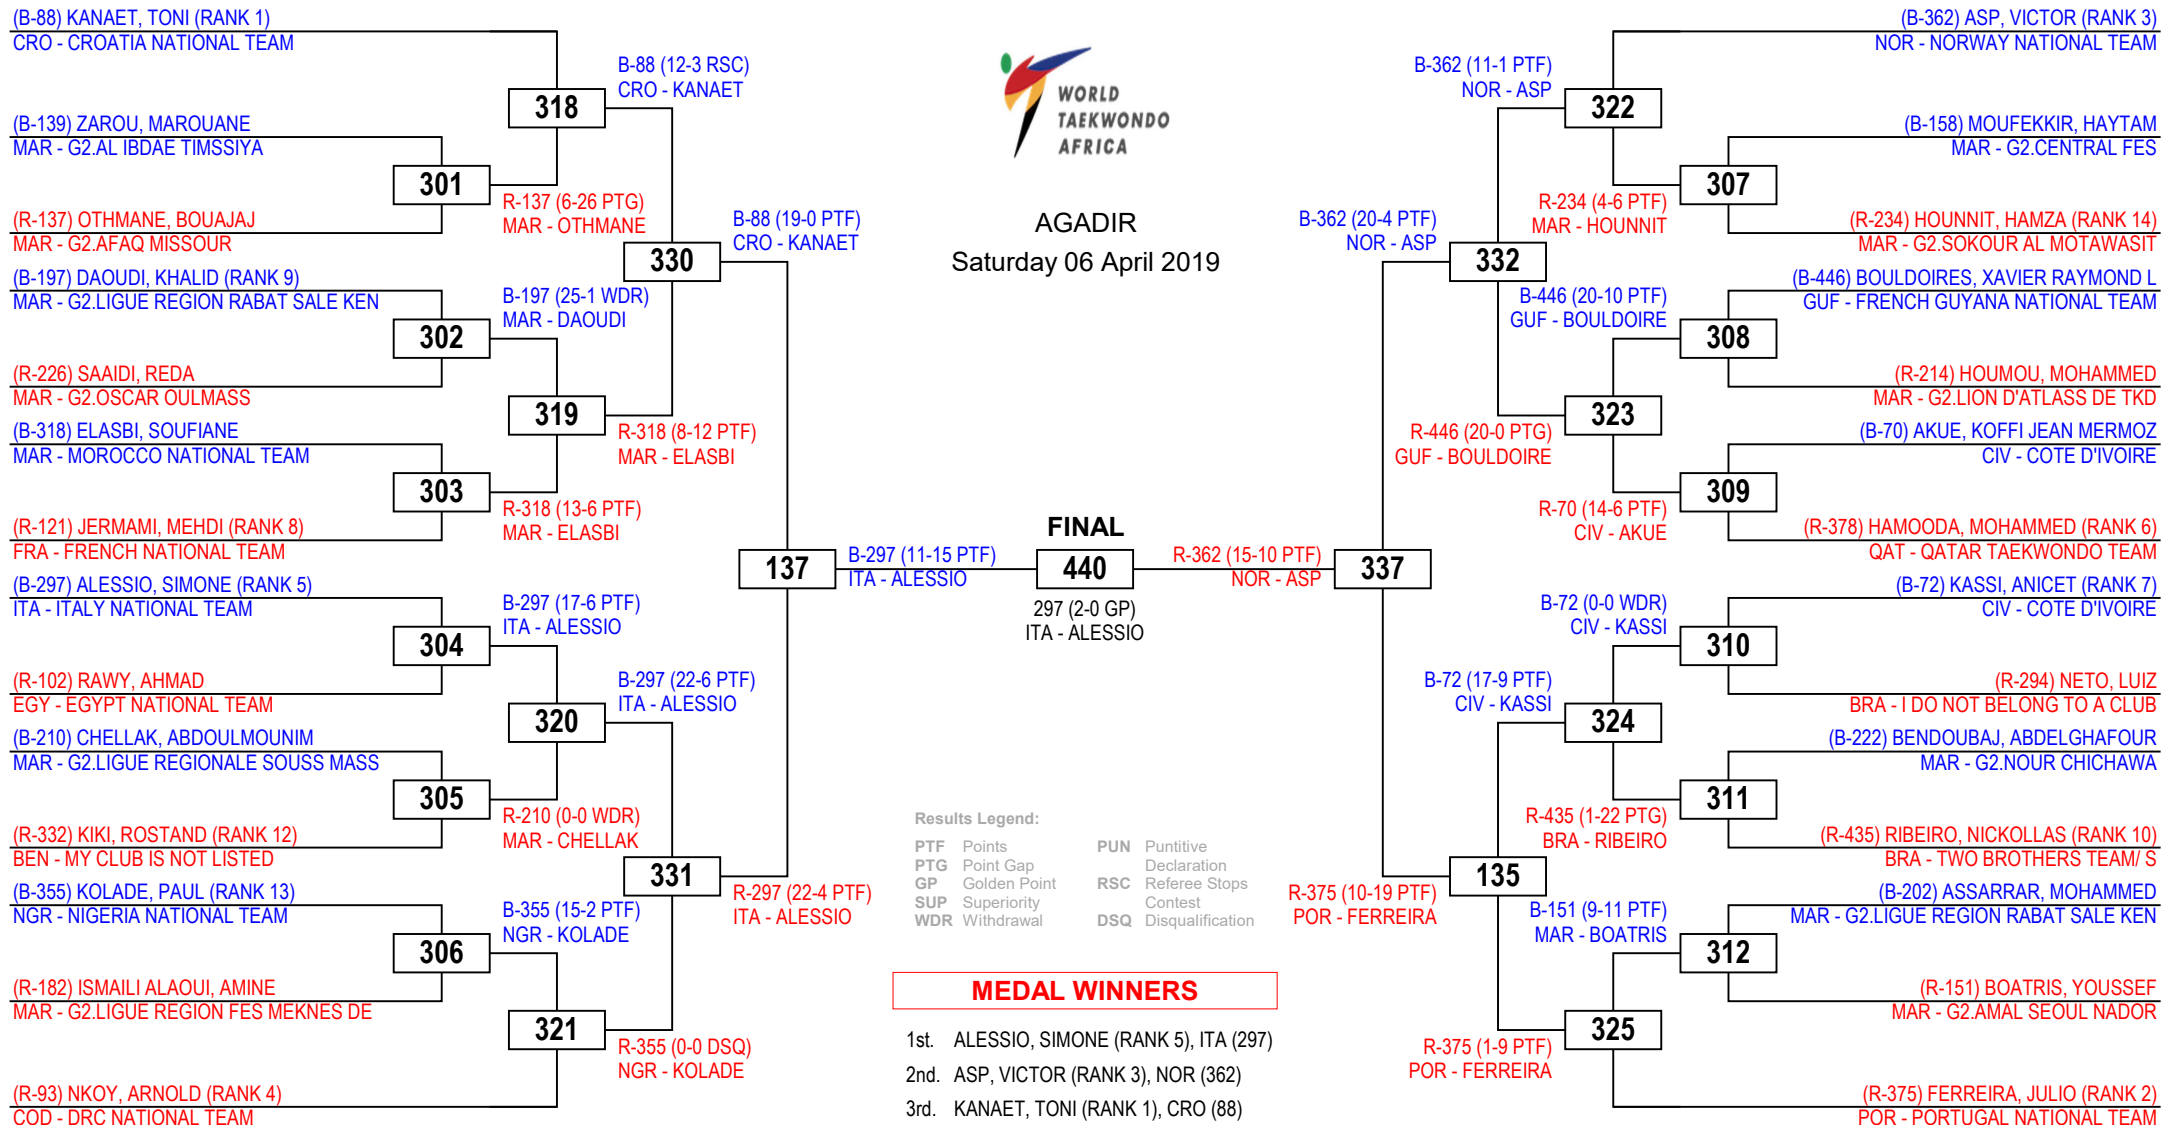 (B-88) KANAET, TONI (RANK 1)
CRO - CROATIA NATIONAL TEAM
(B-139) ZAROU, MAROUANE
MAR - G2.AL IBDAE TIMSSIYA
(R-137) OTHMANE, BOUAJAJ
MAR - G2.AFAQ MISSOUR
(B-197) DAOUDI, KHALID (RANK 9)
MAR - G2.LIGUE REGION RABAT SALE KEN
(R-226) SAAIDI, REDA
MAR - G2.OSCAR OULMASS
(B-318) ELASBI, SOUFIANE
MAR - MOROCCO NATIONAL TEAM
(R-121) JERMAMI, MEHDI (RANK 8)
FRA - FRENCH NATIONAL TEAM
(B-297) ALESSIO, SIMONE (RANK 5)
ITA - ITALY NATIONAL TEAM
(R-102) RAWY, AHMAD
EGY - EGYPT NATIONAL TEAM
(B-210) CHELLAK, ABDOULMOUNIM
MAR - G2.LIGUE REGIONALE SOUSS MASS
(R-332) KIKI, ROSTAND (RANK 12)
BEN - MY CLUB IS NOT LISTED
(B-355) KOLADE, PAUL (RANK 13)
NGR - NIGERIA NATIONAL TEAM
(R-182) ISMAILI ALAOUI, AMINE
MAR - G2.LIGUE REGION FES MEKNES DE
(R-93) NKOY, ARNOLD (RANK 4)
COD - DRC NATIONAL TEAM
301
302
303
304
305
306
R-137 (6-26 PTG)
MAR - OTHMANE
B-197 (25-1 WDR)
MAR - DAOUDI
R-318 (13-6 PTF)
MAR - ELASBI
B-297 (17-6 PTF)
ITA - ALESSIO
R-210 (0-0 WDR)
MAR - CHELLAK
B-355 (15-2 PTF)
NGR - KOLADE
318
319
320
321
B-88 (12-3 RSC)
CRO - KANAET
R-318 (8-12 PTF)
MAR - ELASBI
B-297 (22-6 PTF)
ITA - ALESSIO
R-355 (0-0 DSQ)
NGR - KOLADE
330
331
B-88 (19-0 PTF)
CRO - KANAET
R-297 (22-4 PTF)
ITA - ALESSIO
137
B-297 (11-15 PTF)
ITA - ALESSIO
WORLD
TAEKWONDO
AFRICA
AGADIR
Saturday 06 April 2019
FINAL
440
297 (2-0 GP)
ITA - ALESSIO
Results Legend:
PTF Points
PTG Point Gap
GP Golden Point
SUP Superiority
WDR Withdrawal
PUN Puntitive
Declaration
RSC Referee Stops
Contest
DSQ Disqualification
MEDAL WINNERS
1st. ALESSIO, SIMONE (RANK 5), ITA (297)
2nd. ASP, VICTOR (RANK 3), NOR (362)
3rd. KANAET, TONI (RANK 1), CRO (88)
R-362 (15-10 PTF)
NOR - ASP
337
B-362 (20-4 PTF)
NOR - ASP
R-375 (10-19 PTF)
POR - FERREIRA
332
135
B-362 (11-1 PTF)
NOR - ASP
R-446 (20-0 PTG)
GUF - BOULDOIRE
B-72 (17-9 PTF)
CIV - KASSI
R-375 (1-9 PTF)
POR - FERREIRA
322
323
324
325
R-234 (4-6 PTF)
MAR - HOUNNIT
B-446 (20-10 PTF)
GUF - BOULDOIRE
R-70 (14-6 PTF)
CIV - AKUE
B-72 (0-0 WDR)
CIV - KASSI
R-435 (1-22 PTG)
BRA - RIBEIRO
B-151 (9-11 PTF)
MAR - BOATRIS
307
308
309
310
311
312
(B-362) ASP, VICTOR (RANK 3)
NOR - NORWAY NATIONAL TEAM
(B-158) MOUFEKKIR, HAYTAM
MAR - G2.CENTRAL FES
(R-234) HOUNNIT, HAMZA (RANK 14)
MAR - G2.SOKOUR AL MOTAWASIT
(B-446) BOULDOIRES, XAVIER RAYMOND L
GUF - FRENCH GUYANA NATIONAL TEAM
(R-214) HOUMOU, MOHAMMED
MAR - G2.LION D'ATLASS DE TKD
(B-70) AKUE, KOFFI JEAN MERMOZ
CIV - COTE D'IVOIRE
(R-378) HAMOODA, MOHAMMED (RANK 6)
QAT - QATAR TAEKWONDO TEAM
(B-72) KASSI, ANICET (RANK 7)
CIV - COTE D'IVOIRE
(R-294) NETO, LUIZ
BRA - I DO NOT BELONG TO A CLUB
(B-222) BENDOUBAJ, ABDELGHAFOUR
MAR - G2.NOUR CHICHAWA
(R-435) RIBEIRO, NICKOLLAS (RANK 10)
BRA - TWO BROTHERS TEAM/ S
(B-202) ASSARRAR, MOHAMMED
MAR - G2.LIGUE REGION RABAT SALE KEN
(R-151) BOATRIS, YOUSSEF
MAR - G2.AMAL SEOUL NADOR
(R-375) FERREIRA, JULIO (RANK 2)
POR - PORTUGAL NATIONAL TEAM